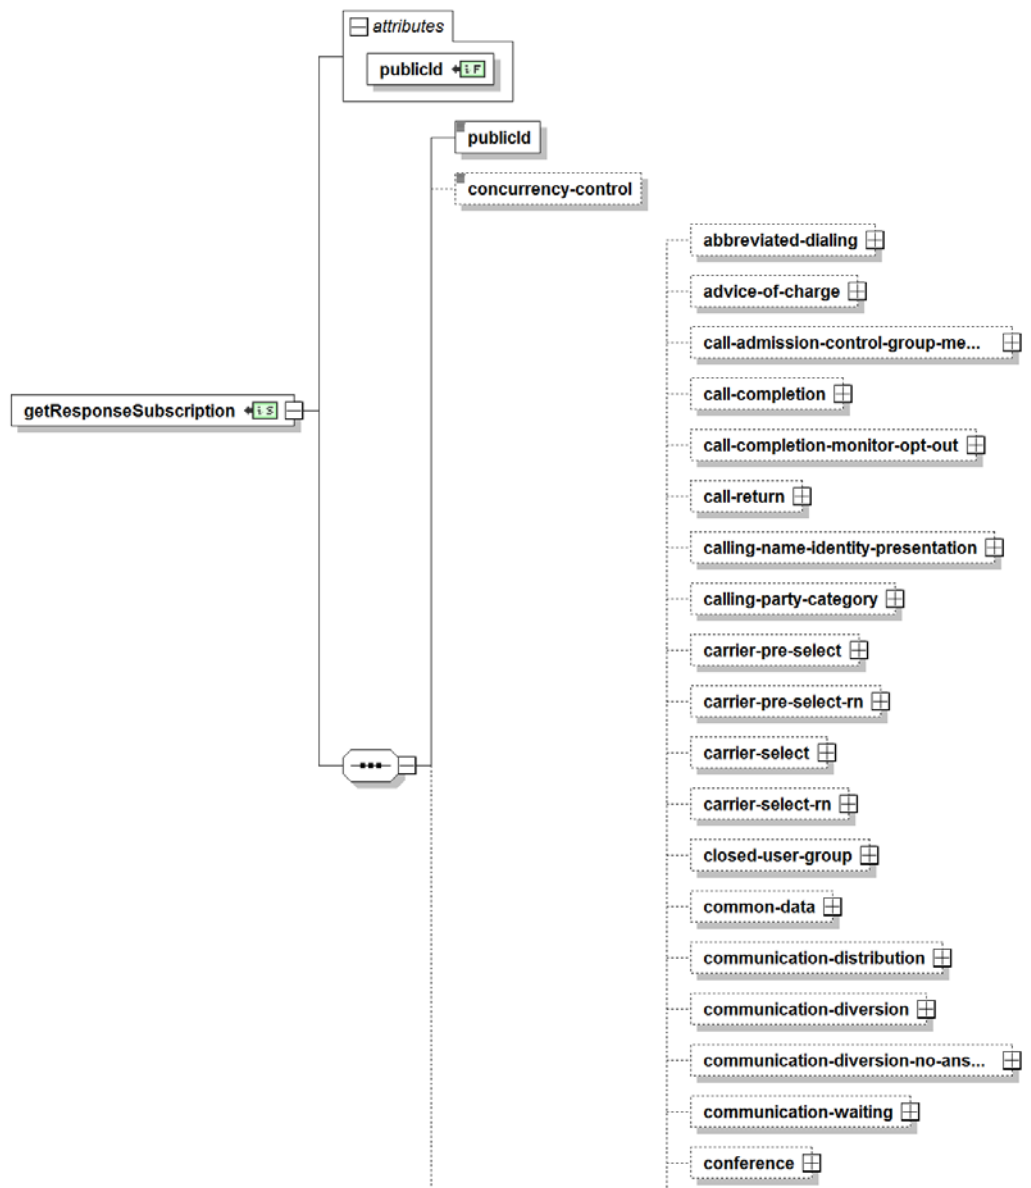 attributes
publicId iF
publicId
concurrency-control
abbreviated-dialing
advice-of-charge
call-admission-control-group-me...
call-completion
getResponseSubscription iS
call-completion-monitor-opt-out
call-return
calling-name-identity-presentation
calling-party-category
carrier-pre-select
carrier-pre-select-rn
carrier-select
carrier-select-rn
closed-user-group
common-data
communication-distribution
communication-diversion
communication-diversion-no-ans...
communication-waiting
conference